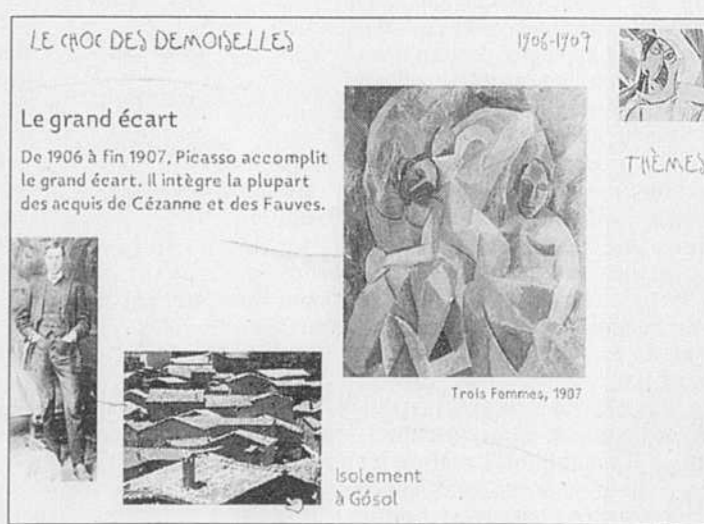 LE CHOC DES DEMOISELLES
1906-1907
Le grand écart
De 1906 à fin 1907, Picasso accomplit
le grand écart. Il intègre la plupart
des acquis de Cézanne et des Fauves.
THÈMES
Trois Femmes, 1907
Isolement
à Gósol